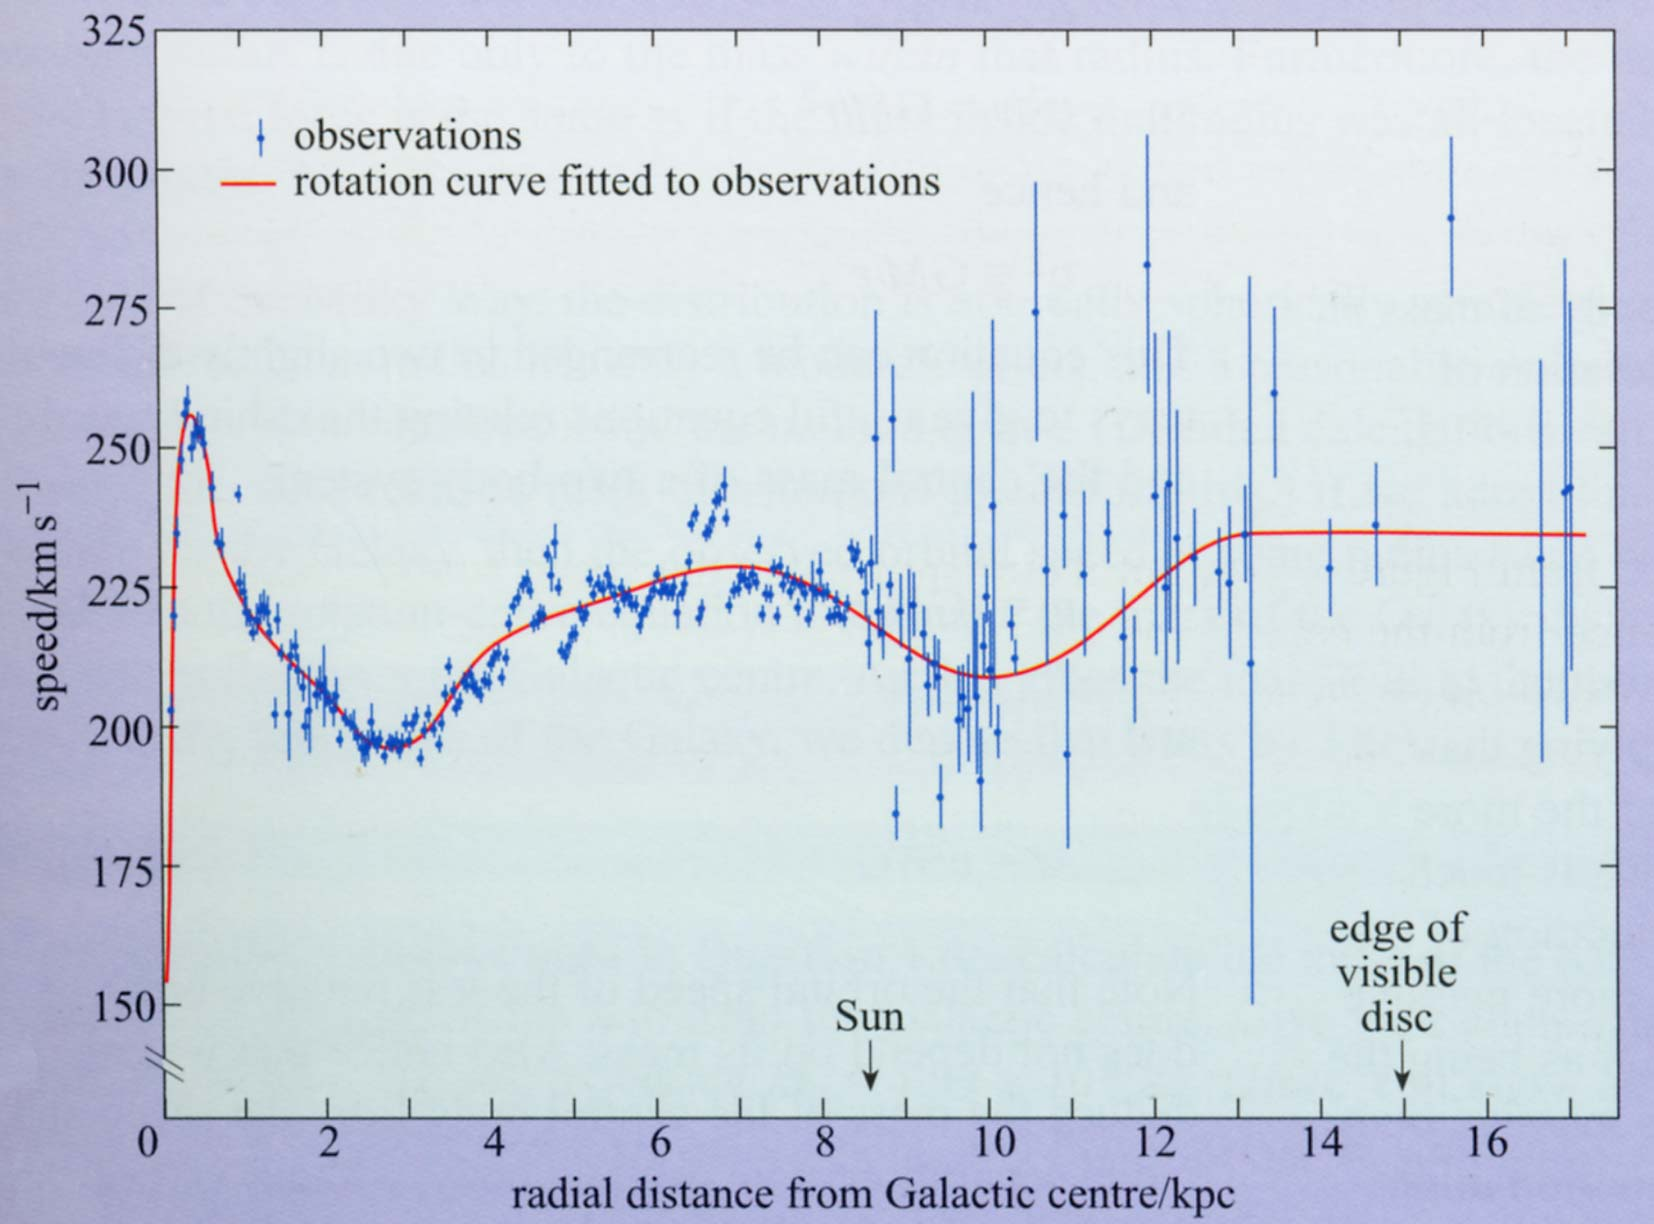 325
300
275
250
225
200
175
150
speed/km s⁻¹
observations
rotation curve fitted to observations
Sun
edge of
visible
disc
0 2 4 6 8 10 12 14 16
radial distance from Galactic centre/kpc